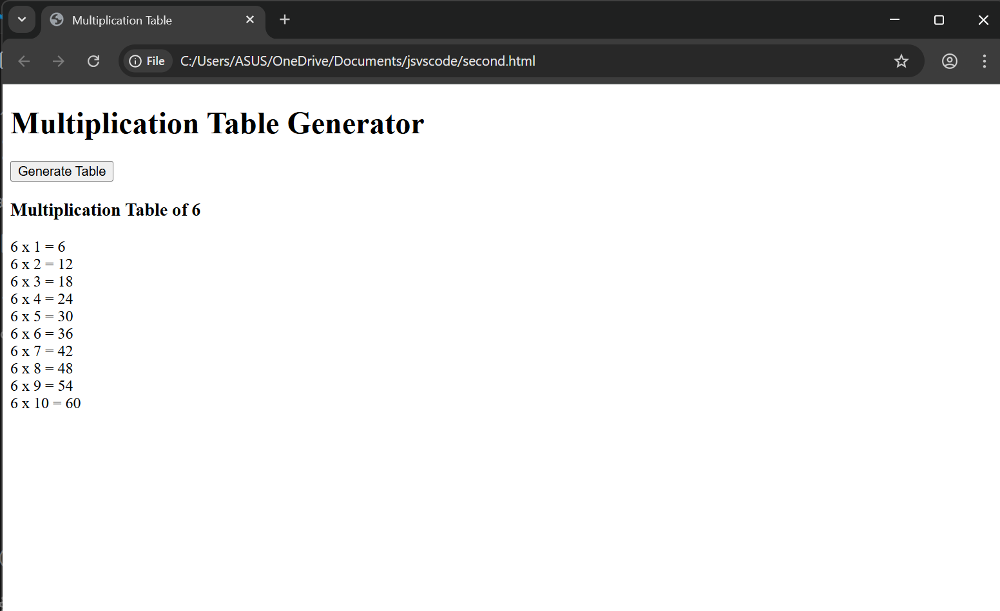 Multiplication Table
File C:/Users/ASUS/OneDrive/Documents/jsvscode/second.html
Multiplication Table Generator
Generate Table
Multiplication Table of 6
6 x 1 = 6
6 x 2 = 12
6 x 3 = 18
6 x 4 = 24
6 x 5 = 30
6 x 6 = 36
6 x 7 = 42
6 x 8 = 48
6 x 9 = 54
6 x 10 = 60